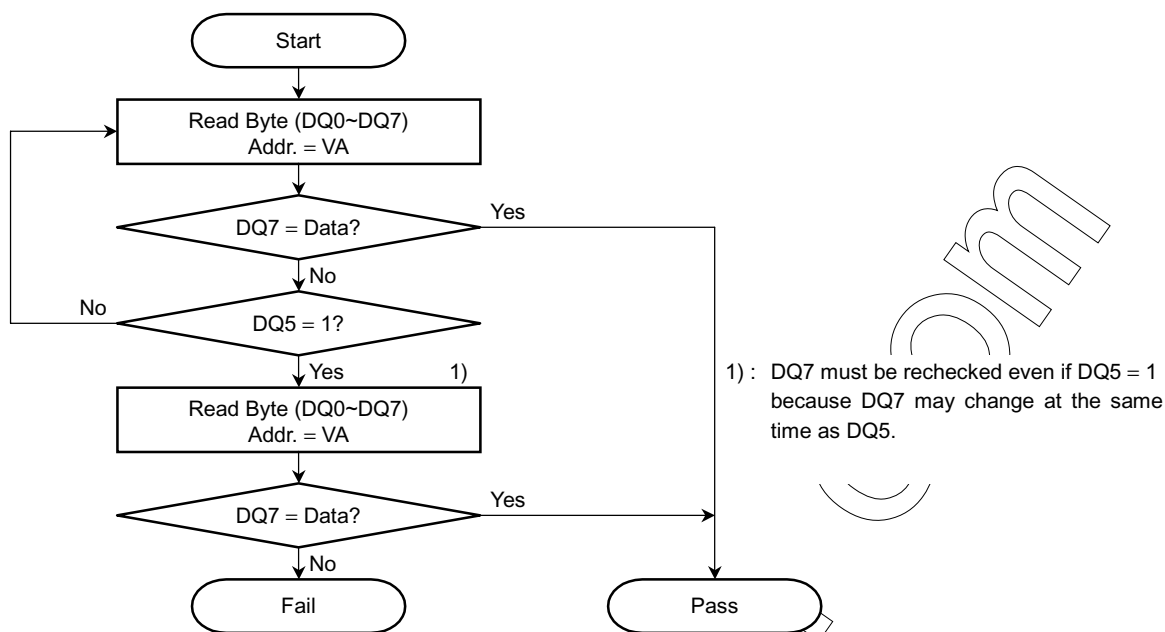 Start
Read Byte (DQ0~DQ7)
Addr. = VA
DQ7 = Data?
Yes
No
No
DQ5 = 1?
Yes
1)
Read Byte (DQ0~DQ7)
Addr. = VA
1) : DQ7 must be rechecked even if DQ5 = 1
because DQ7 may change at the same
time as DQ5.
DQ7 = Data?
Yes
No
Fail
Pass